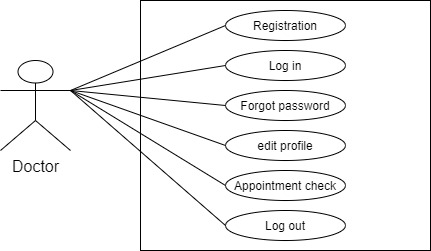 Registration
Log in
Forgot password
edit profile
Doctor
Appointment check
Log out